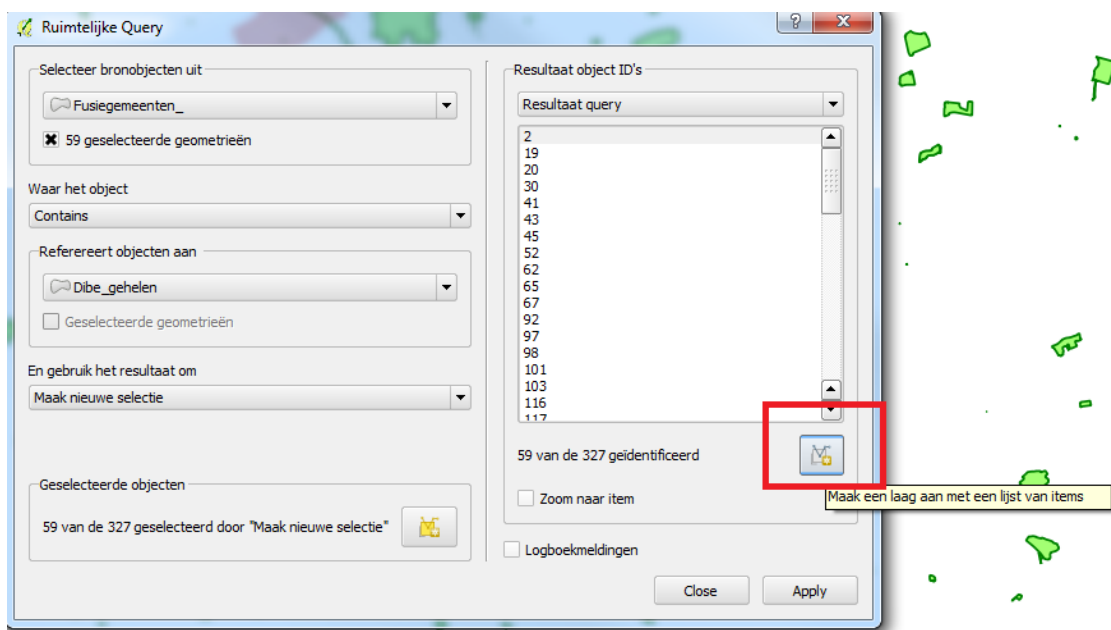 Ruimtelijke Query
Selecteer bronobjecten uit
Fusiegemeenten_
59 geselecteerde geometrieën
Waar het object
Contains
Referereert objecten aan
Dibe_gehelen
Geselecteerde geometrieën
En gebruik het resultaat om
Maak nieuwe selectie
Geselecteerde objecten
59 van de 327 geselecteerd door "Maak nieuwe selectie"
Resultaat object ID's
Resultaat query
2
19
20
30
41
43
45
52
62
65
67
92
97
98
101
103
116
117
59 van de 327 geïdentificeerd
Maak een laag aan met een lijst van items
Zoom naar item
Logboekmeldingen
Close
Apply